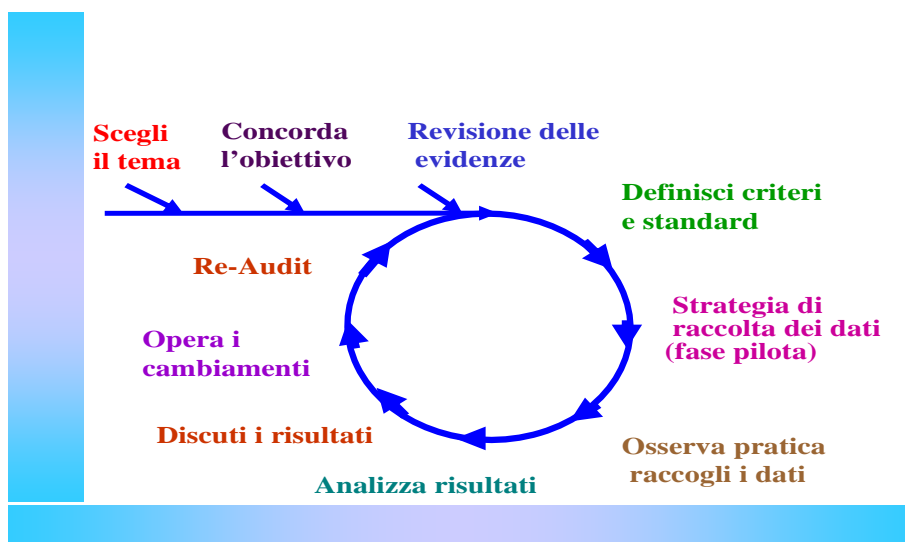 Scegli
il tema
Concorda
l’obiettivo
Revisione delle
evidenze
Definisci criteri
e standard
Strategia di
raccolta dei dati
(fase pilota)
Osserva pratica
raccogli i dati
Analizza risultati
Discuti i risultati
Opera i
cambiamenti
Re-Audit